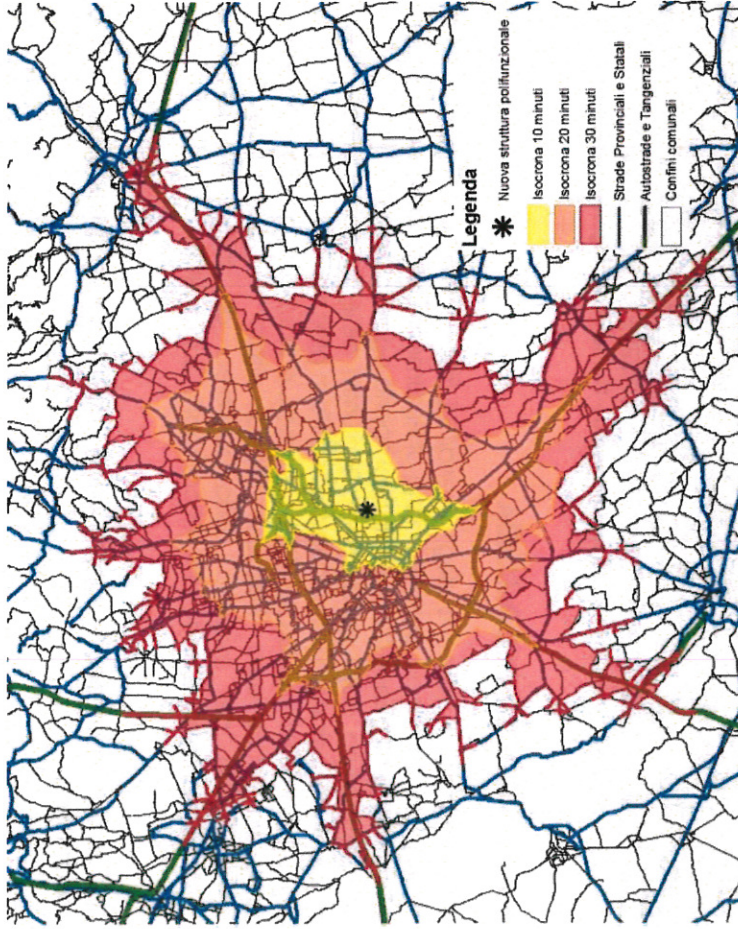 Legenda
Nuova struttura polifunzionale
Isocrona 10 minuti
Isocrona 20 minuti
Isocrona 30 minuti
Strade Provinciali e Statali
Autostrade e Tangenziali
Confini comunali